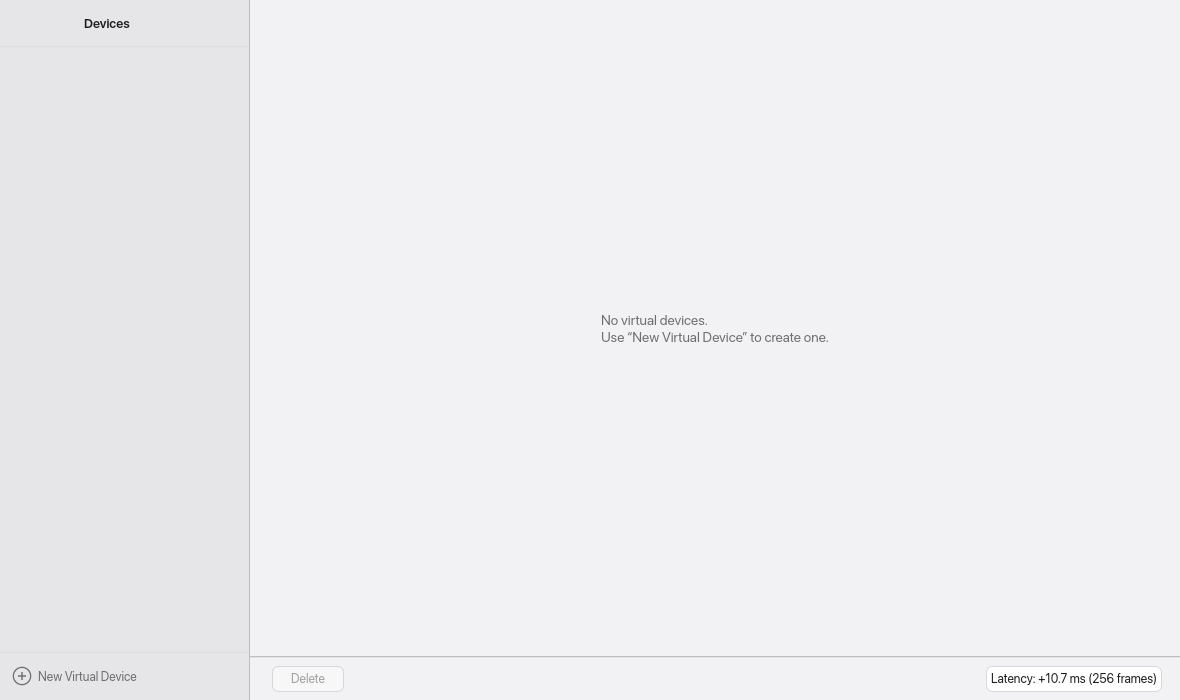 Devices
No virtual devices.
Use “New Virtual Device” to create one.
New Virtual Device
Delete
Latency: +10.7 ms (256 frames)